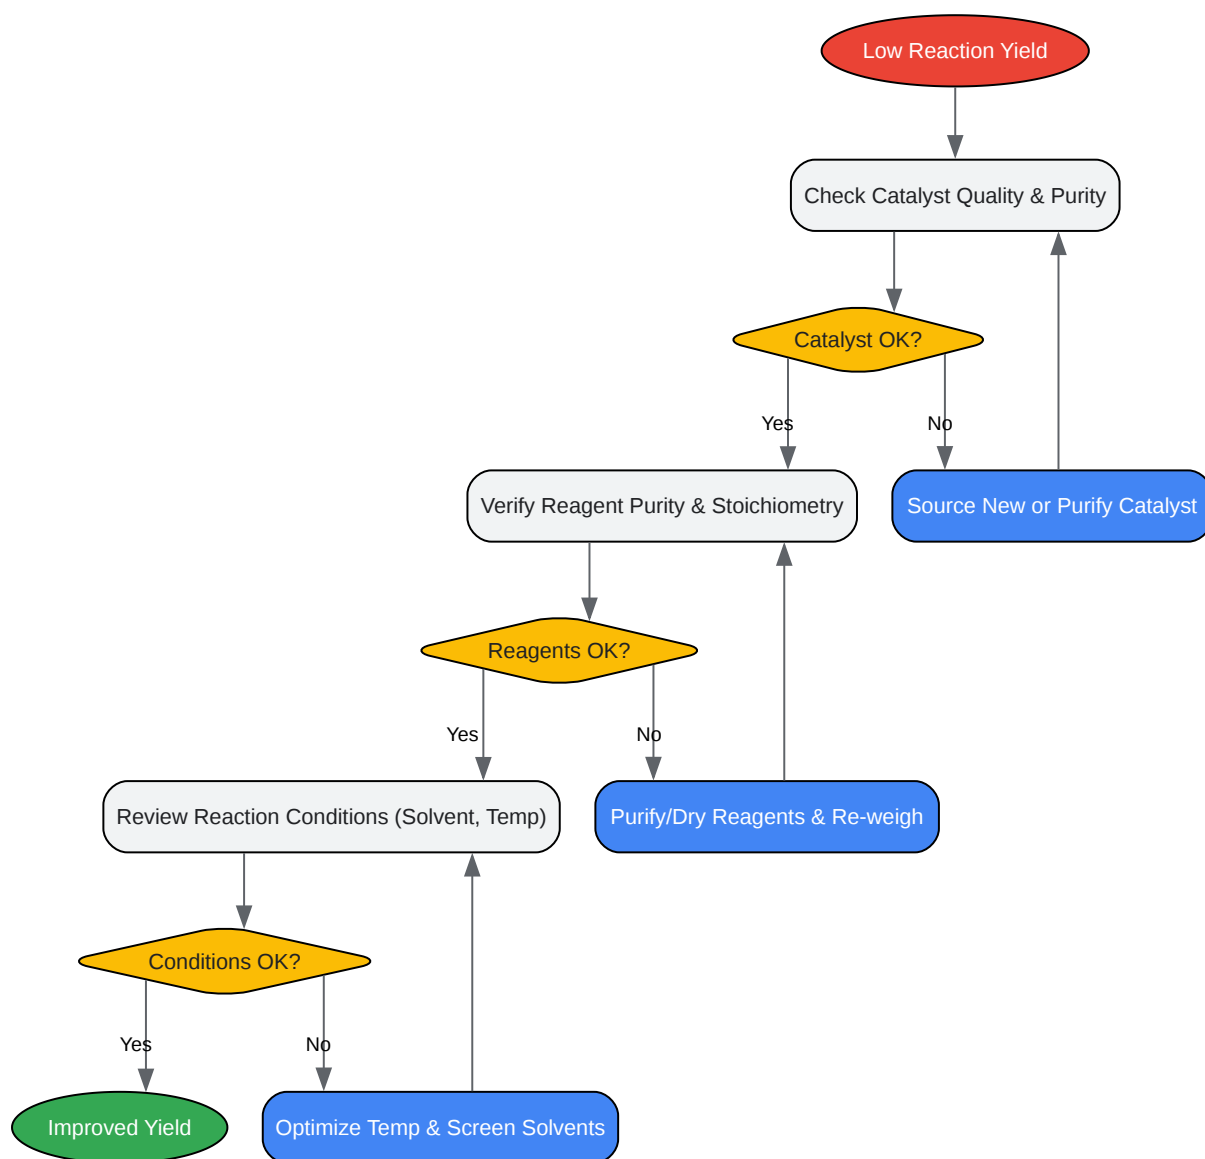 Low Reaction Yield
Check Catalyst Quality & Purity
Catalyst OK?
Yes
No
Verify Reagent Purity & Stoichiometry
Source New or Purify Catalyst
Reagents OK?
Yes
No
Review Reaction Conditions (Solvent, Temp)
Purify/Dry Reagents & Re-weigh
Conditions OK?
Yes
No
Improved Yield
Optimize Temp & Screen Solvents